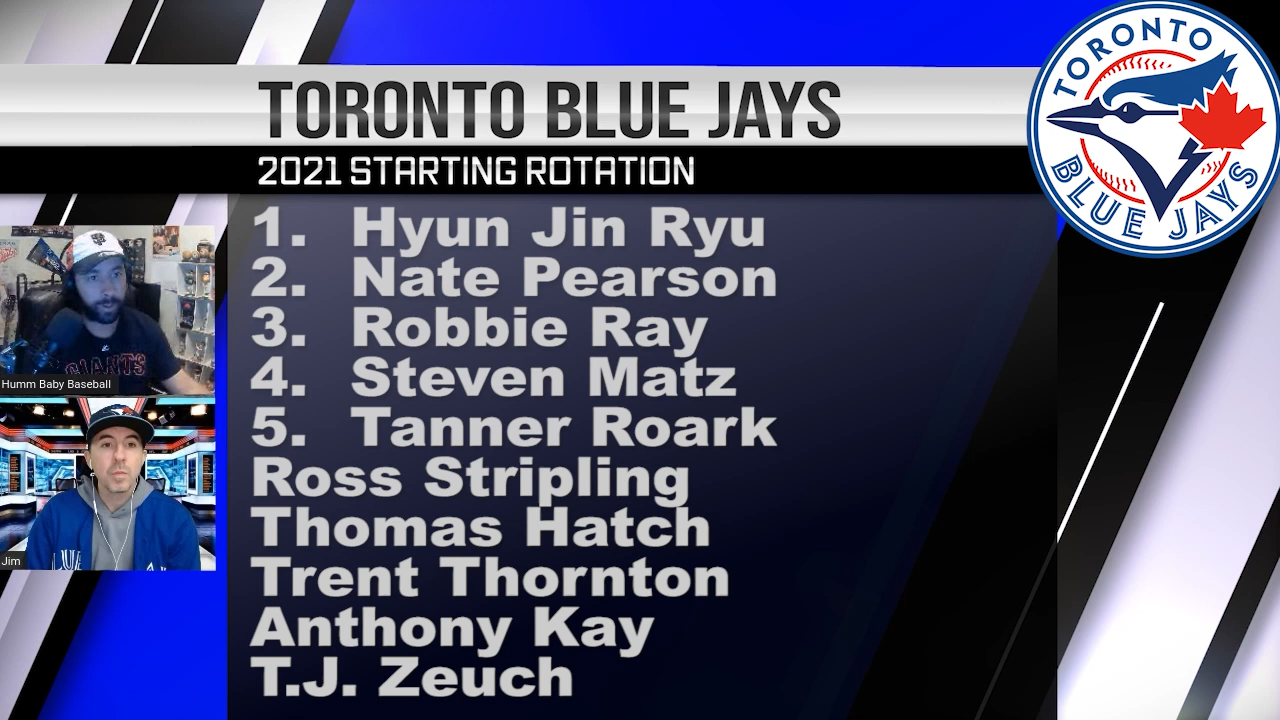 TORONTO BLUE JAYS
2021 STARTING ROTATION
1. Hyun Jin Ryu
2. Nate Pearson
3. Robbie Ray
4. Steven Matz
5. Tanner Roark
Ross Stripling
Thomas Hatch
Trent Thornton
Anthony Kay
T.J. Zeuch
TORONTO
BLUE JAYS
GIANTS
Humm Baby Baseball
Jim